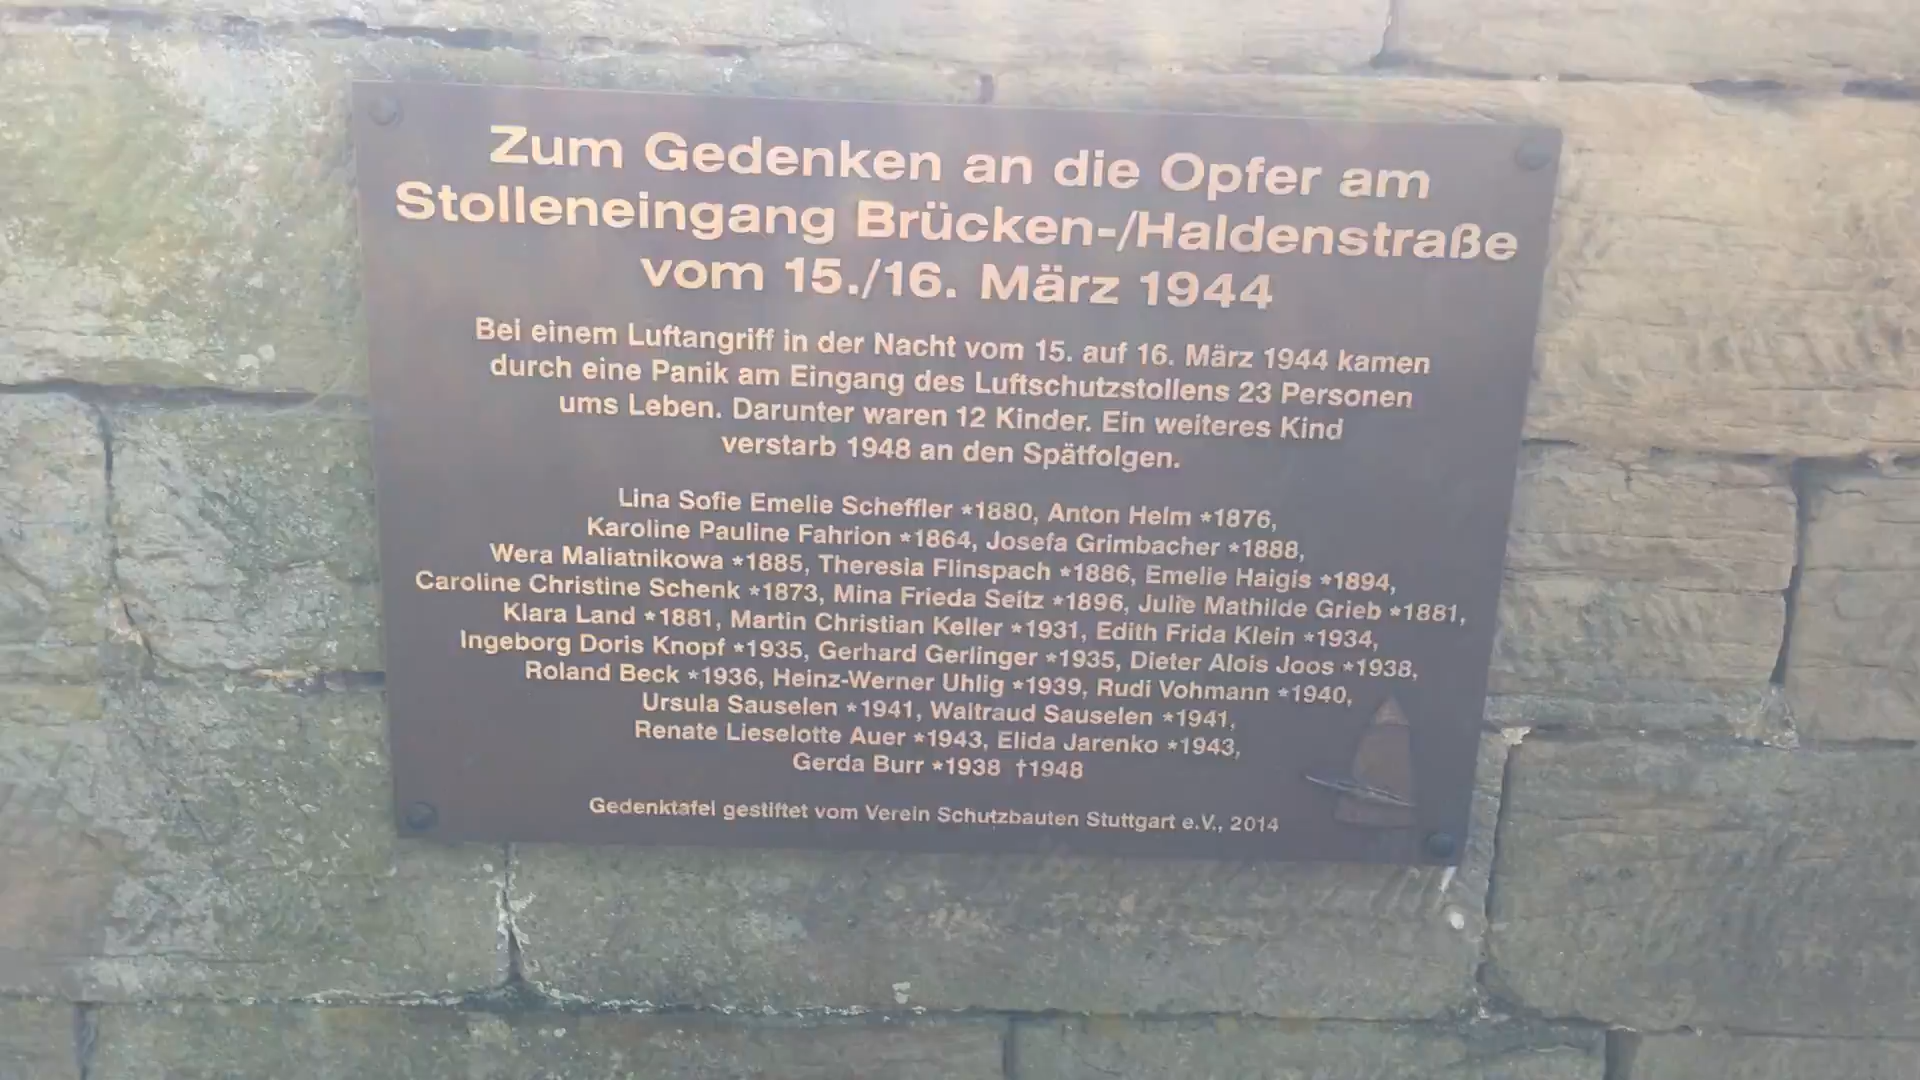 Zum Gedenken an die Opfer am
Stolleneingang Brücken-/Haldenstraße
vom 15./16. März 1944
Bei einem Luftangriff in der Nacht vom 15. auf 16. März 1944 kamen
durch eine Panik am Eingang des Luftschutzstollens 23 Personen
ums Leben. Darunter waren 12 Kinder. Ein weiteres Kind
verstarb 1948 an den Spätfolgen.
Lina Sofie Emelie Scheffler *1880, Anton Helm *1876,
Karoline Pauline Fahrion *1864, Josefa Grimbacher *1888,
Wera Maliatnikowa *1885, Theresia Flinspach *1886, Emelie Haigis *1894,
Caroline Christine Schenk *1873, Mina Frieda Seitz *1896, Julie Mathilde Grieb *1881,
Klara Land *1881, Martin Christian Keller *1931, Edith Frida Klein *1934,
Ingeborg Doris Knopf *1935, Gerhard Gerlinger *1935, Dieter Alois Joos *1938,
Roland Beck *1936, Heinz-Werner Uhlig *1939, Rudi Vohmann *1940,
Ursula Sauselen *1941, Waltraud Sauselen *1941,
Renate Lieselotte Auer *1943, Elida Jarenko *1943,
Gerda Burr *1938 †1948
Gedenktafel gestiftet vom Verein Schutzbauten Stuttgart e.V., 2014